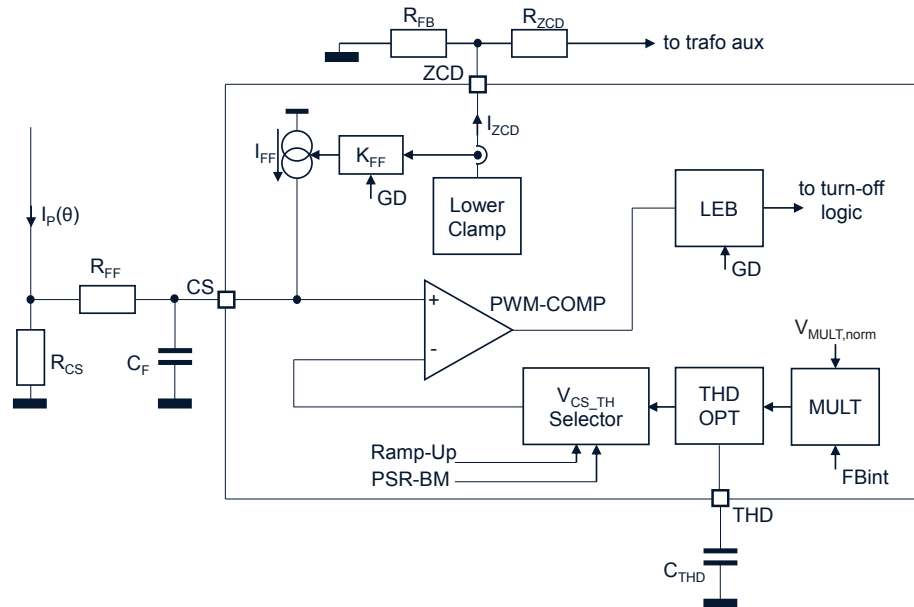 R_FB
R_ZCD
to trafo aux
ZCD
I_ZCD
I_FF
K_FF
GD
Lower
Clamp
LEB
to turn-off
logic
GD
I_P(θ)
R_FF
CS
+
PWM-COMP
-
R_CS
C_F
V_MULT,norm
V_CS_TH
Selector
THD
OPT
MULT
Ramp-Up
PSR-BM
FBint
THD
C_THD